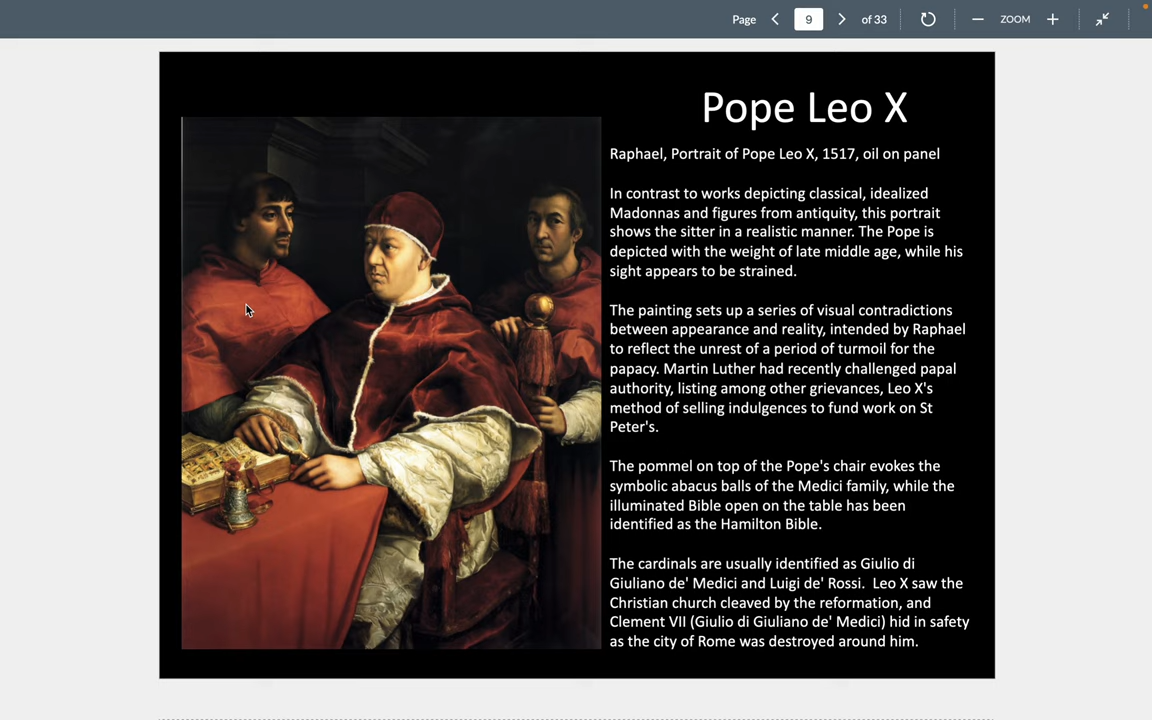 Page 9 of 33 ZOOM
Pope Leo X
Raphael, Portrait of Pope Leo X, 1517, oil on panel
In contrast to works depicting classical, idealized
Madonnas and figures from antiquity, this portrait
shows the sitter in a realistic manner. The Pope is
depicted with the weight of late middle age, while his
sight appears to be strained.
The painting sets up a series of visual contradictions
between appearance and reality, intended by Raphael
to reflect the unrest of a period of turmoil for the
papacy. Martin Luther had recently challenged papal
authority, listing among other grievances, Leo X's
method of selling indulgences to fund work on St
Peter's.
The pommel on top of the Pope's chair evokes the
symbolic abacus balls of the Medici family, while the
illuminated Bible open on the table has been
identified as the Hamilton Bible.
The cardinals are usually identified as Giulio di
Giuliano de' Medici and Luigi de' Rossi.  Leo X saw the
Christian church cleaved by the reformation, and
Clement VII (Giulio di Giuliano de' Medici) hid in safety
as the city of Rome was destroyed around him.